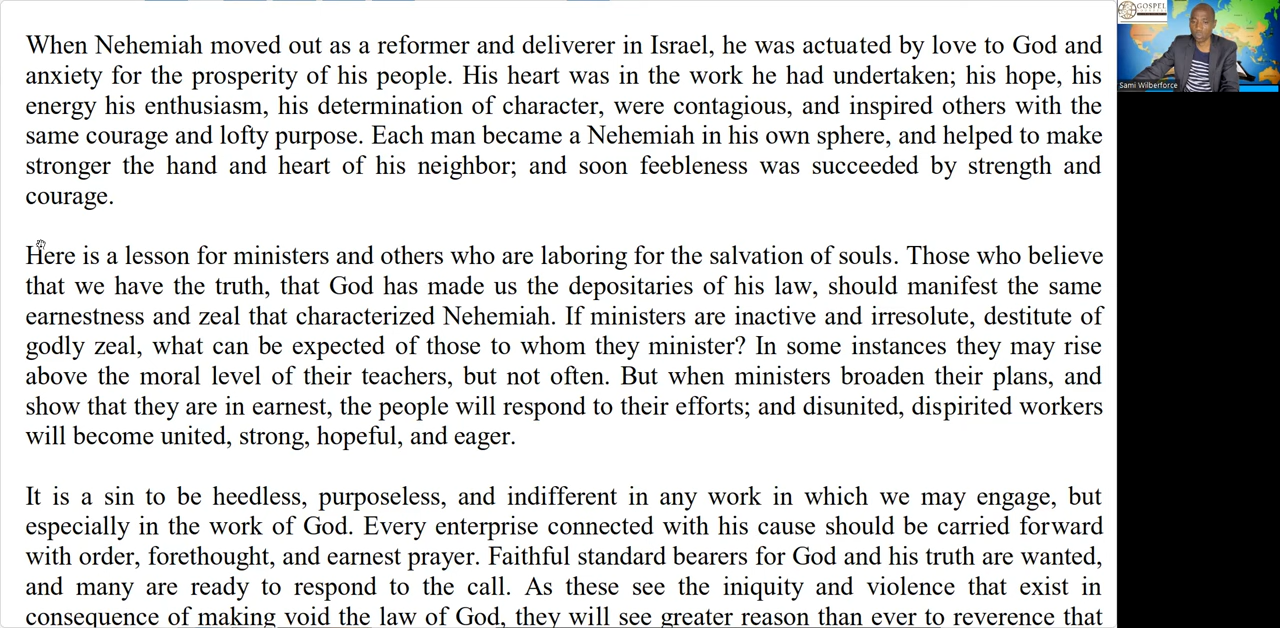 When Nehemiah moved out as a reformer and deliverer in Israel, he was actuated by love to God and
anxiety for the prosperity of his people. His heart was in the work he had undertaken; his hope, his
energy his enthusiasm, his determination of character, were contagious, and inspired others with the
same courage and lofty purpose. Each man became a Nehemiah in his own sphere, and helped to make
stronger the hand and heart of his neighbor; and soon feebleness was succeeded by strength and
courage.
Here is a lesson for ministers and others who are laboring for the salvation of souls. Those who believe
that we have the truth, that God has made us the depositaries of his law, should manifest the same
earnestness and zeal that characterized Nehemiah. If ministers are inactive and irresolute, destitute of
godly zeal, what can be expected of those to whom they minister? In some instances they may rise
above the moral level of their teachers, but not often. But when ministers broaden their plans, and
show that they are in earnest, the people will respond to their efforts; and disunited, dispirited workers
will become united, strong, hopeful, and eager.
It is a sin to be heedless, purposeless, and indifferent in any work in which we may engage, but
especially in the work of God. Every enterprise connected with his cause should be carried forward
with order, forethought, and earnest prayer. Faithful standard bearers for God and his truth are wanted,
and many are ready to respond to the call. As these see the iniquity and violence that exist in
consequence of making void the law of God, they will see greater reason than ever to reverence that
GOSPEL
Sami Wilberforce